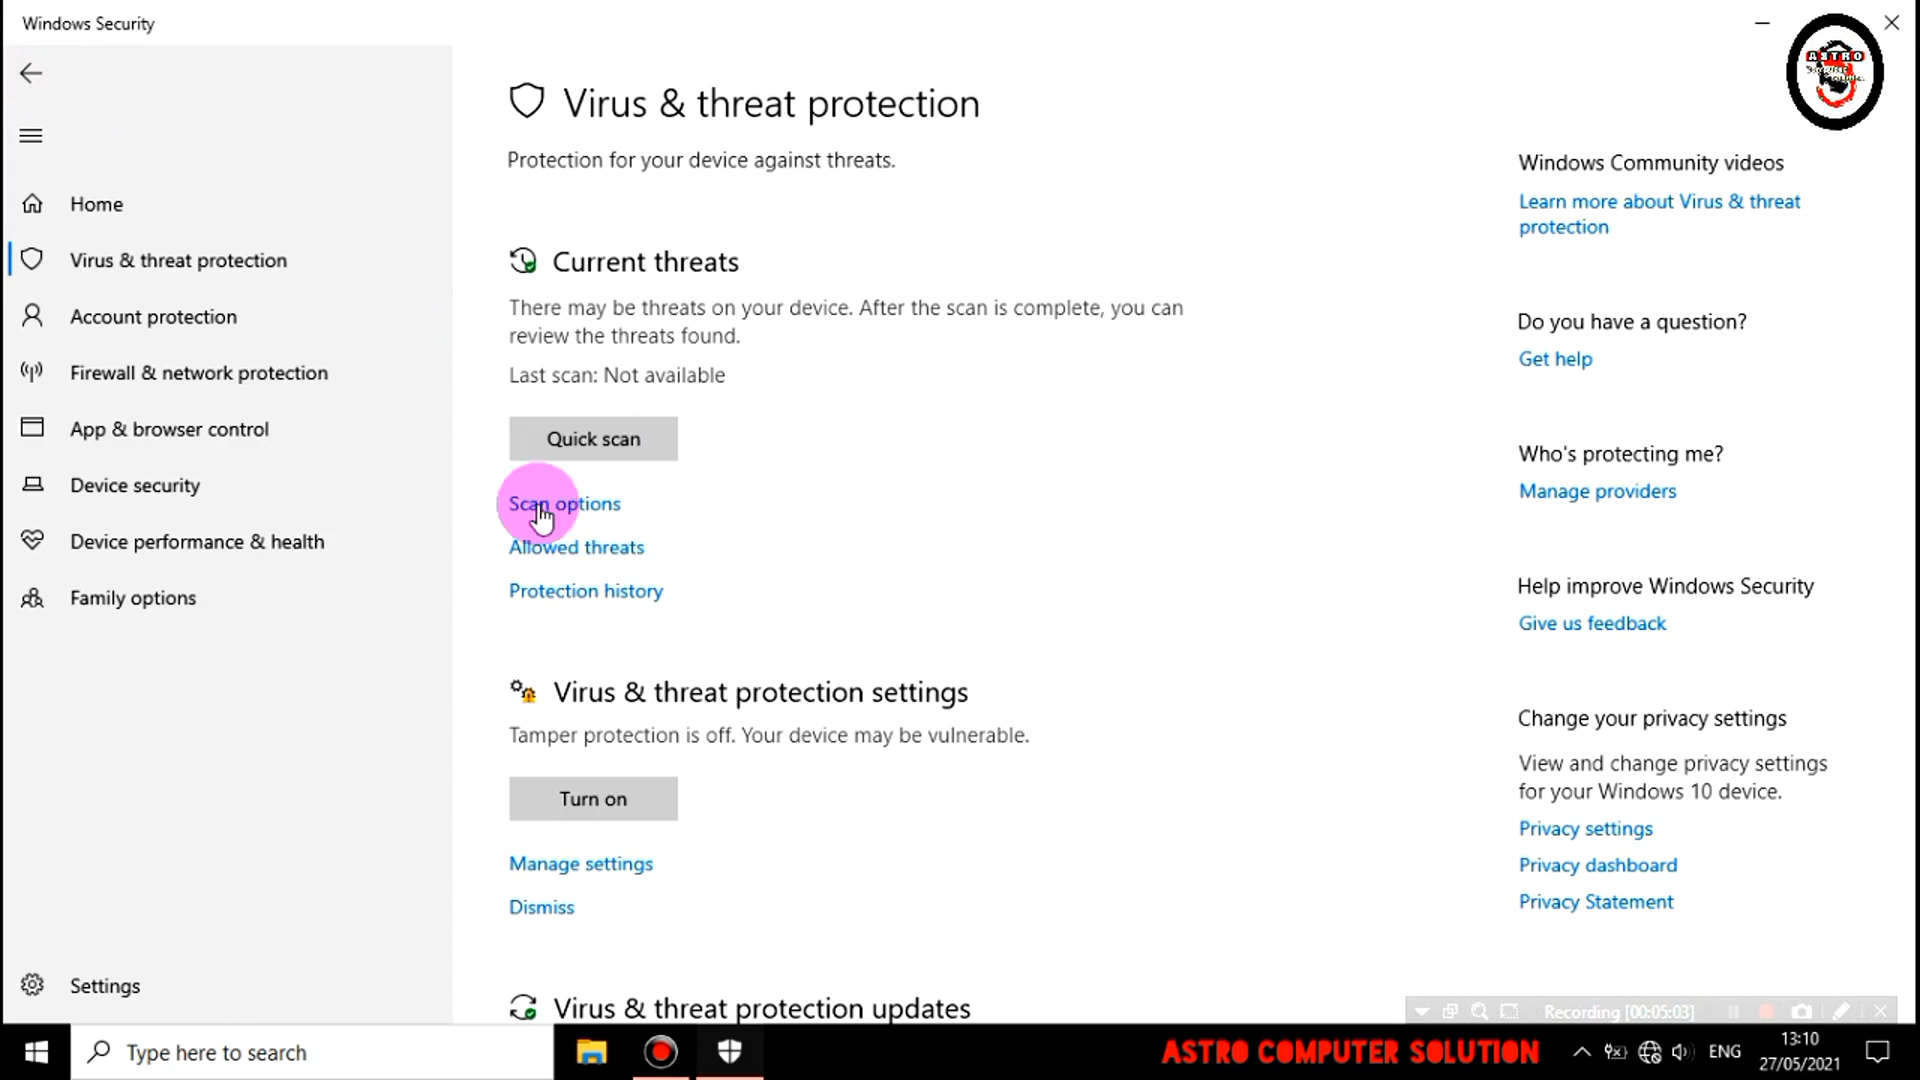 Windows Security
ASTRO
Home
Virus & threat protection
Account protection
Firewall & network protection
App & browser control
Device security
Device performance & health
Family options
Settings
Virus & threat protection
Protection for your device against threats.
Current threats
There may be threats on your device. After the scan is complete, you can
review the threats found.
Last scan: Not available
Quick scan
Scan options
Allowed threats
Protection history
Virus & threat protection settings
Tamper protection is off. Your device may be vulnerable.
Turn on
Manage settings
Dismiss
Virus & threat protection updates
Windows Community videos
Learn more about Virus & threat
protection
Do you have a question?
Get help
Who's protecting me?
Manage providers
Help improve Windows Security
Give us feedback
Change your privacy settings
View and change privacy settings
for your Windows 10 device.
Privacy settings
Privacy dashboard
Privacy Statement
Recording [00:05:03]
Type here to search
ASTRO COMPUTER SOLUTION
ENG
13:10
27/05/2021